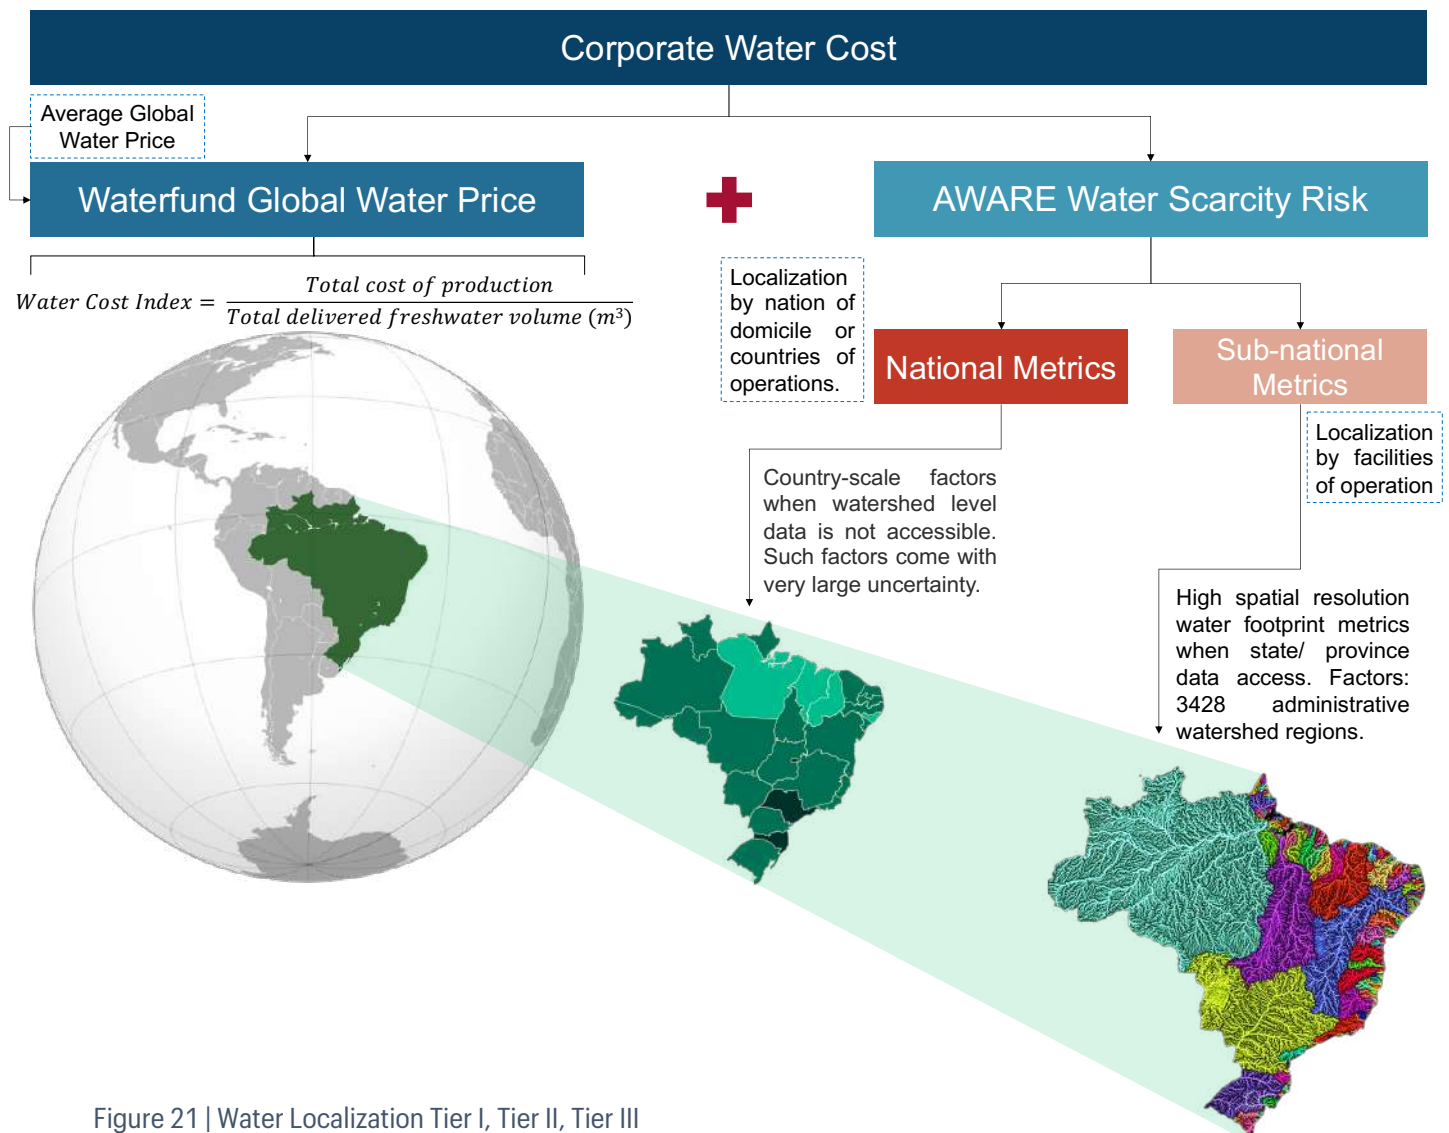 Corporate Water Cost
Average Global
Water Price
Waterfund Global Water Price
AWARE Water Scarcity Risk
Water Cost Index = Total cost of production / Total delivered freshwater volume (m³)
Localization
by nation of
domicile or
countries of
operations.
National Metrics
Sub-national
Metrics
Localization
by facilities
of operation
Country-scale factors
when watershed level
data is not accessible.
Such factors come with
very large uncertainty.
High spatial resolution
water footprint metrics
when state/ province
data access. Factors:
3428 administrative
watershed regions.
Figure 21 | Water Localization Tier I, Tier II, Tier III